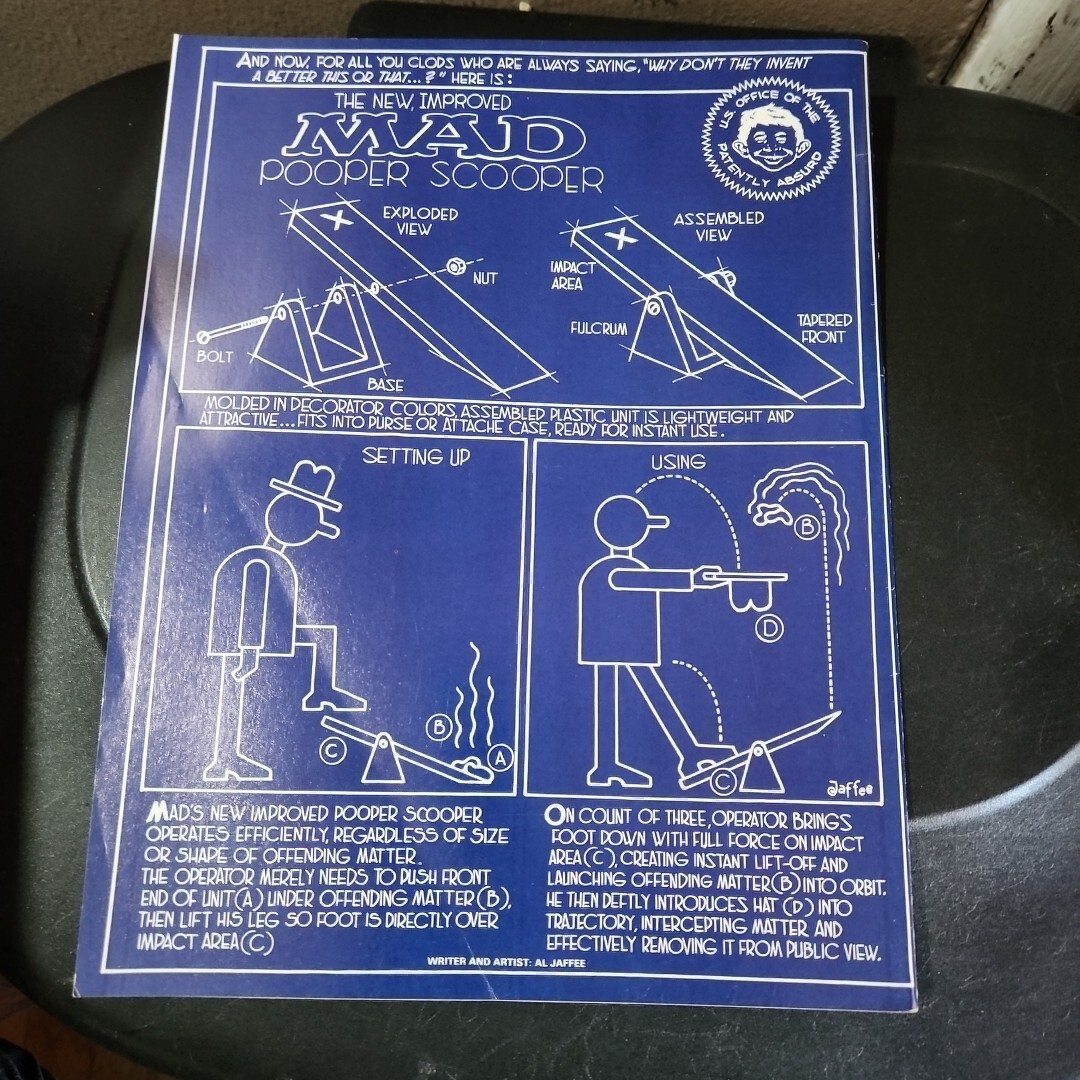 AND NOW, FOR ALL YOU CLODS WHO ARE ALWAYS SAYING, "WHY DON'T THEY INVENT
A BETTER THIS OR THAT...?" HERE IS:
THE NEW, IMPROVED
MAD
POOPER SCOOPER
U.S. OFFICE OF THE
PATENTLY ABSURD
EXPLODED
VIEW
NUT
BOLT
BASE
ASSEMBLED
VIEW
IMPACT
AREA
FULCRUM
TAPERED
FRONT
MOLDED IN DECORATOR COLORS, ASSEMBLED PLASTIC UNIT IS LIGHTWEIGHT AND
ATTRACTIVE...FITS INTO PURSE OR ATTACHE CASE, READY FOR INSTANT USE.
SETTING UP
B
A
C
USING
B
D
C
Jaffee
MAD'S NEW IMPROVED POOPER SCOOPER
OPERATES EFFICIENTLY, REGARDLESS OF SIZE
OR SHAPE OF OFFENDING MATTER.
THE OPERATOR MERELY NEEDS TO PUSH FRONT
END OF UNIT (A) UNDER OFFENDING MATTER (B),
THEN LIFT HIS LEG SO FOOT IS DIRECTLY OVER
IMPACT AREA (C)
ON COUNT OF THREE, OPERATOR BRINGS
FOOT DOWN WITH FULL FORCE ON IMPACT
AREA (C), CREATING INSTANT LIFT-OFF AND
LAUNCHING OFFENDING MATTER (B) INTO ORBIT.
HE THEN DEFTLY INTRODUCES HAT (D) INTO
TRAJECTORY, INTERCEPTING MATTER AND
EFFECTIVELY REMOVING IT FROM PUBLIC VIEW.
WRITER AND ARTIST: AL JAFFEE